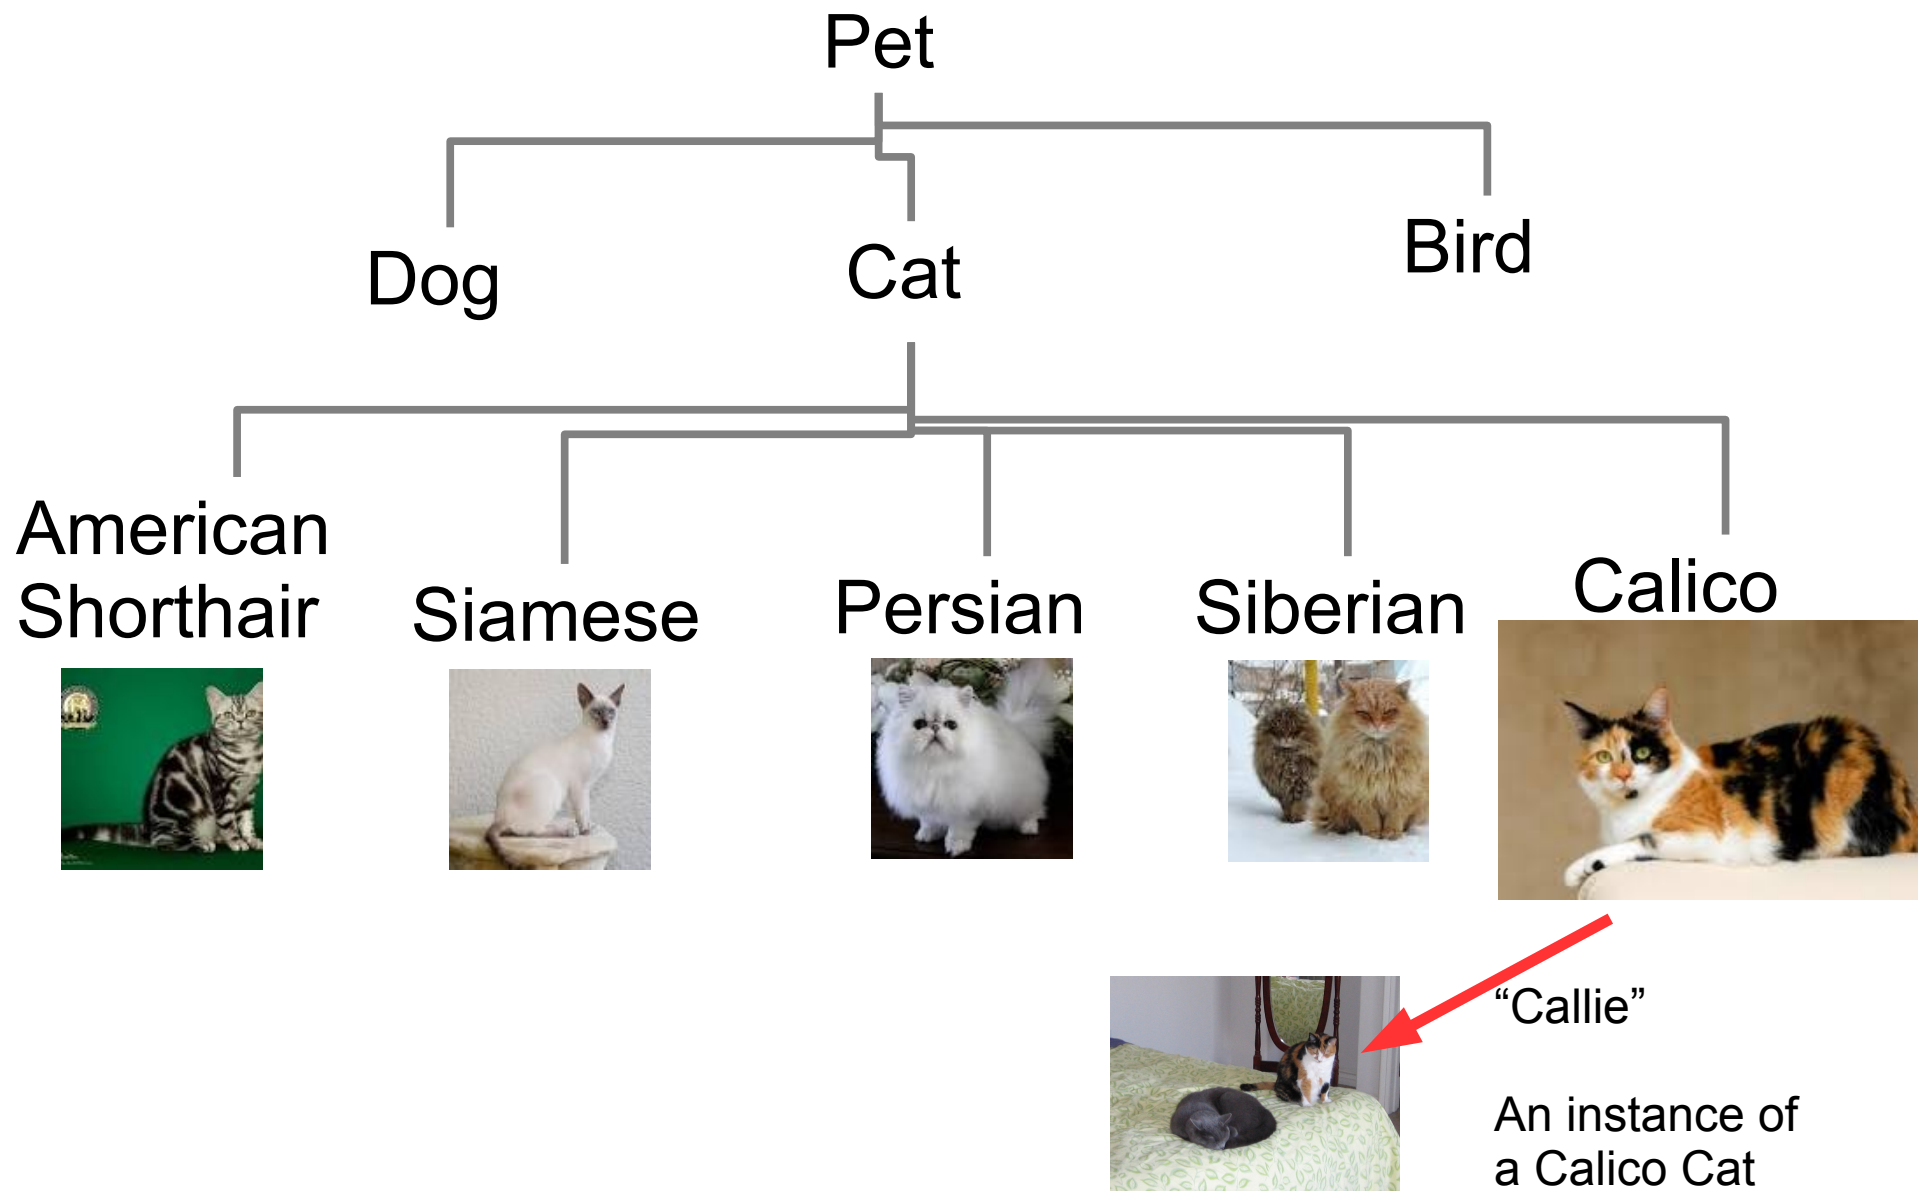 Pet
Dog
Cat
Bird
American
Shorthair
Siamese
Persian
Siberian
Calico
“Callie”
An instance of
a Calico Cat